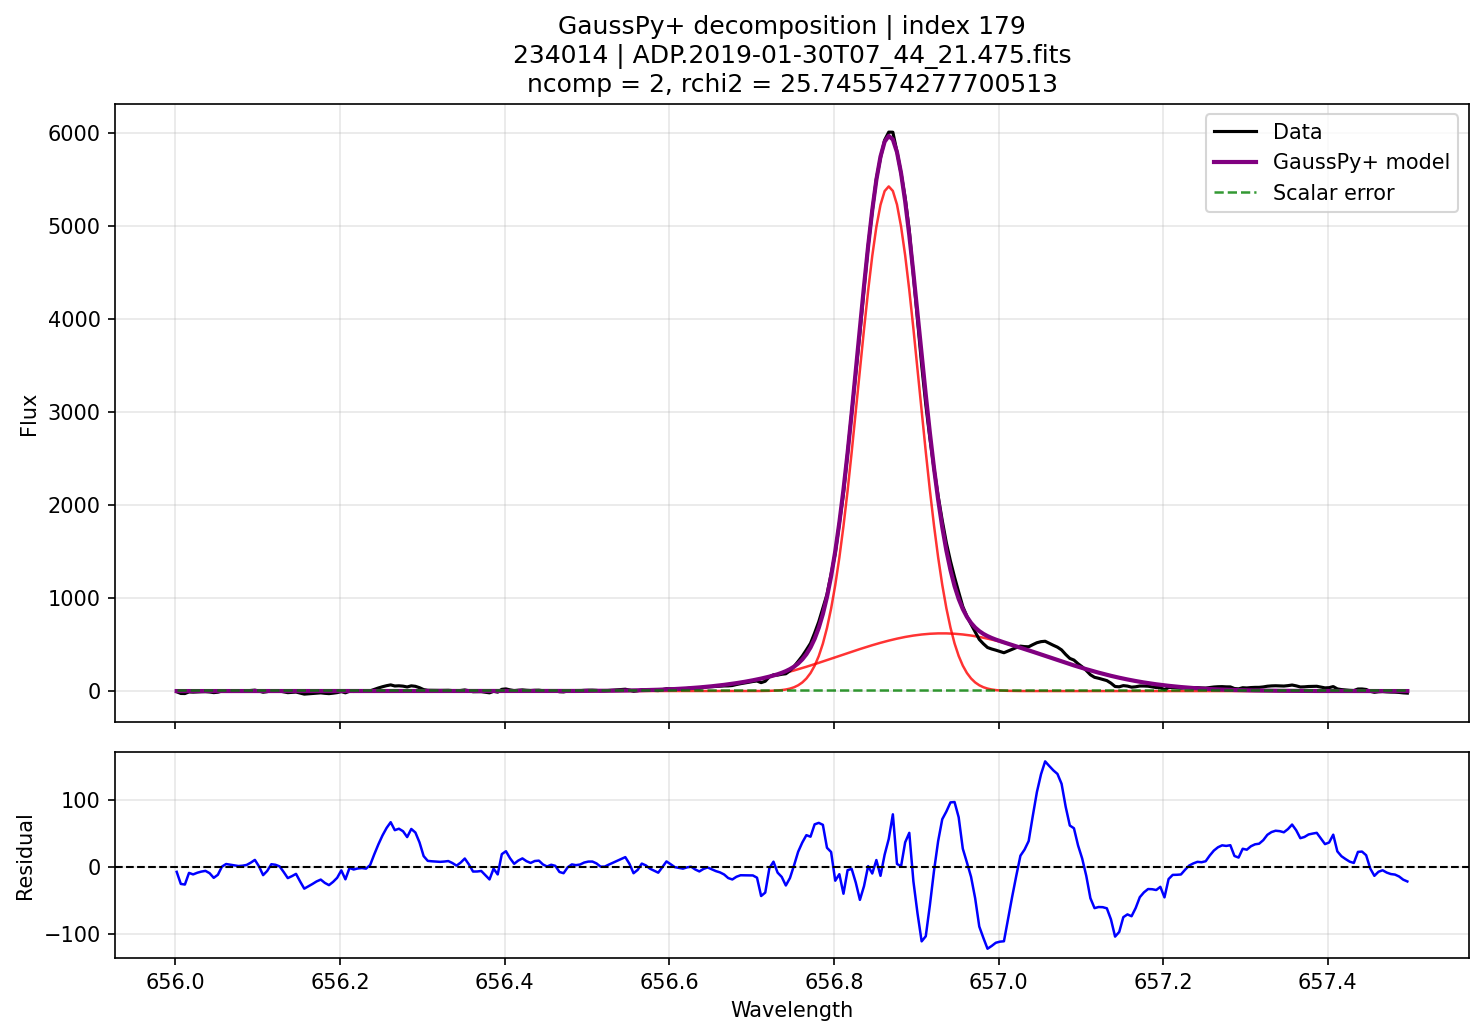 GaussPy+ decomposition | index 179
234014 | ADP.2019-01-30T07_44_21.475.fits
ncomp = 2, rchi2 = 25.745574277700513
Data
GaussPy+ model
Scalar error
Flux
6000
5000
4000
3000
2000
1000
0
Residual
100
0
−100
656.0 656.2 656.4 656.6 656.8 657.0 657.2 657.4
Wavelength